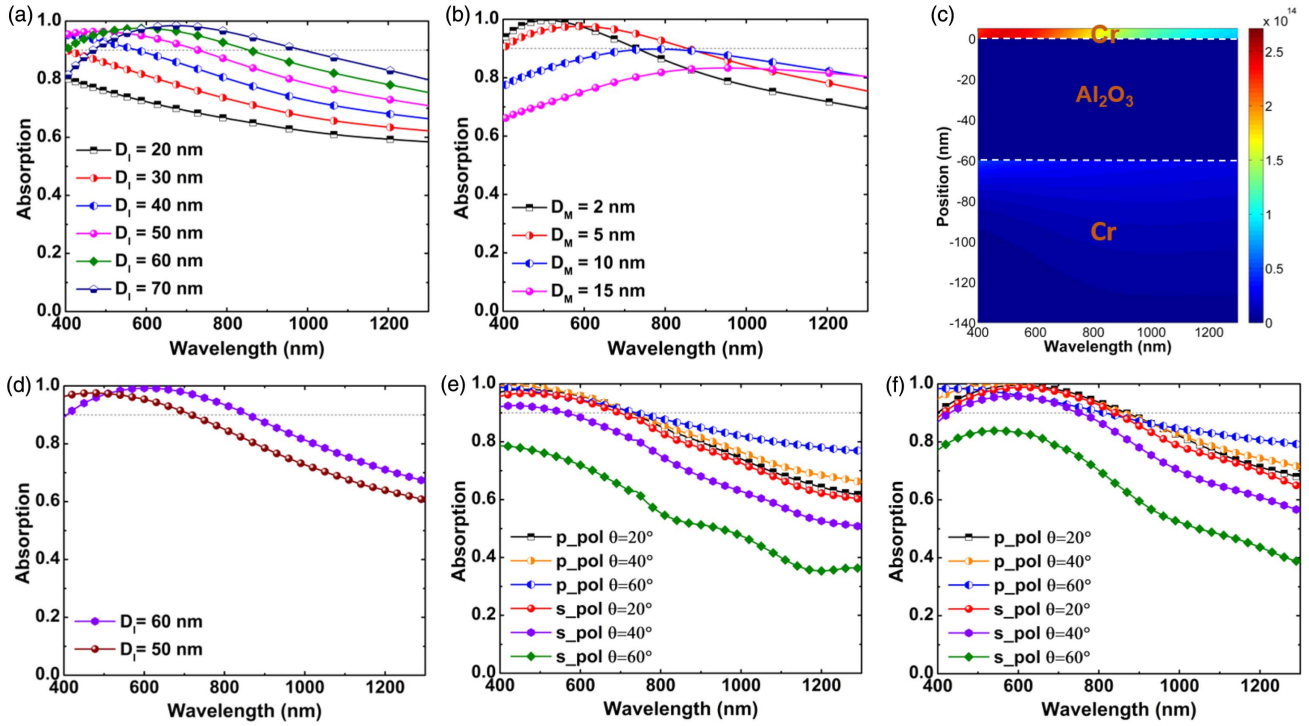 (a)
1.0
0.8
0.6
0.4
0.2
0.0
Absorption
D_I = 20 nm
D_I = 30 nm
D_I = 40 nm
D_I = 50 nm
D_I = 60 nm
D_I = 70 nm
400 600 800 1000 1200
Wavelength (nm)
(b)
1.0
0.8
0.6
0.4
0.2
0.0
Absorption
D_M = 2 nm
D_M = 5 nm
D_M = 10 nm
D_M = 15 nm
400 600 800 1000 1200
Wavelength (nm)
(c)
x 10^14
Cr
Al₂O₃
Cr
0
-20
-40
-60
-80
-100
-120
-140
Position (nm)
400 600 800 1000 1200
Wavelength (nm)
2.5
2
1.5
1
0.5
0
(d)
1.0
0.8
0.6
0.4
0.2
0.0
Absorption
D_I= 60 nm
D_I= 50 nm
400 600 800 1000 1200
Wavelength (nm)
(e)
1.0
0.8
0.6
0.4
0.2
0.0
Absorption
p_pol θ=20°
p_pol θ=40°
p_pol θ=60°
s_pol θ=20°
s_pol θ=40°
s_pol θ=60°
400 600 800 1000 1200
Wavelength (nm)
(f)
1.0
0.8
0.6
0.4
0.2
0.0
Absorption
p_pol θ=20°
p_pol θ=40°
p_pol θ=60°
s_pol θ=20°
s_pol θ=40°
s_pol θ=60°
400 600 800 1000 1200
Wavelength (nm)